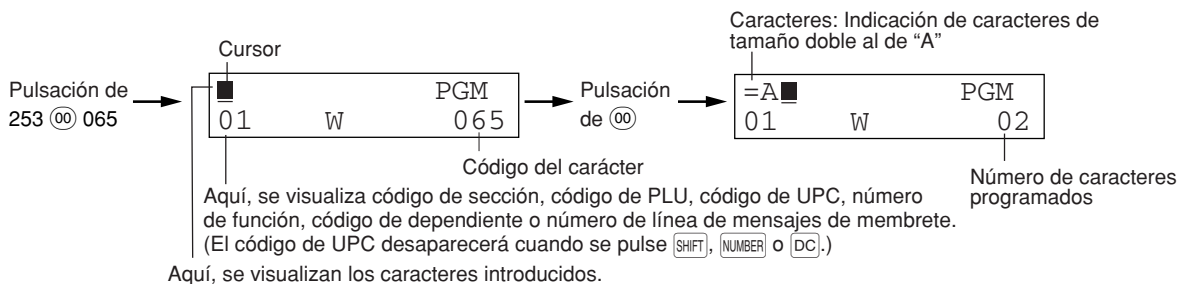 Caracteres: Indicación de caracteres de
tamaño doble al de “A”
Cursor
Pulsación de
253 00 065
PGM
01 W 065
Pulsación
de 00
=A PGM
01 W 02
Código del carácter
Número de caracteres
programados
Aquí, se visualiza código de sección, código de PLU, código de UPC, número
de función, código de dependiente o número de línea de mensajes de membrete.
(El código de UPC desaparecerá cuando se pulse SHIFT, NUMBER o DC.)
Aquí, se visualizan los caracteres introducidos.